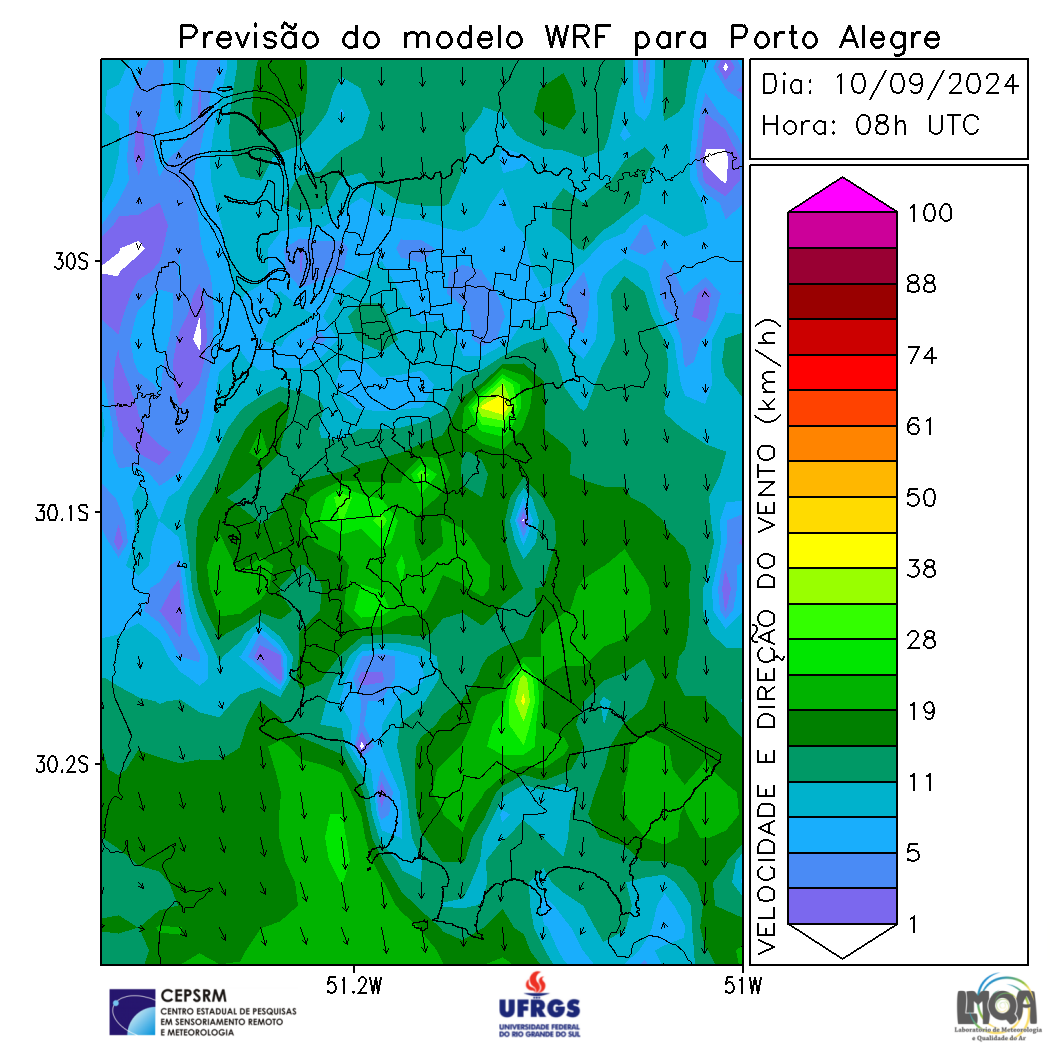 Previsão do modelo WRF para Porto Alegre
Dia: 10/09/2024
Hora: 08h UTC
30S
30.1S
30.2S
51.2W
51W
VELOCIDADE E DIREÇÃO DO VENTO (km/h)
100
88
74
61
50
38
28
19
11
5
1
CEPSRM
CENTRO ESTADUAL DE PESQUISAS
EM SENSORIAMENTO REMOTO
E METEOROLOGIA
UFRGS
UNIVERSIDADE FEDERAL
DO RIO GRANDE DO SUL
LMQA
Laboratório de Meteorologia
e Qualidade do Ar